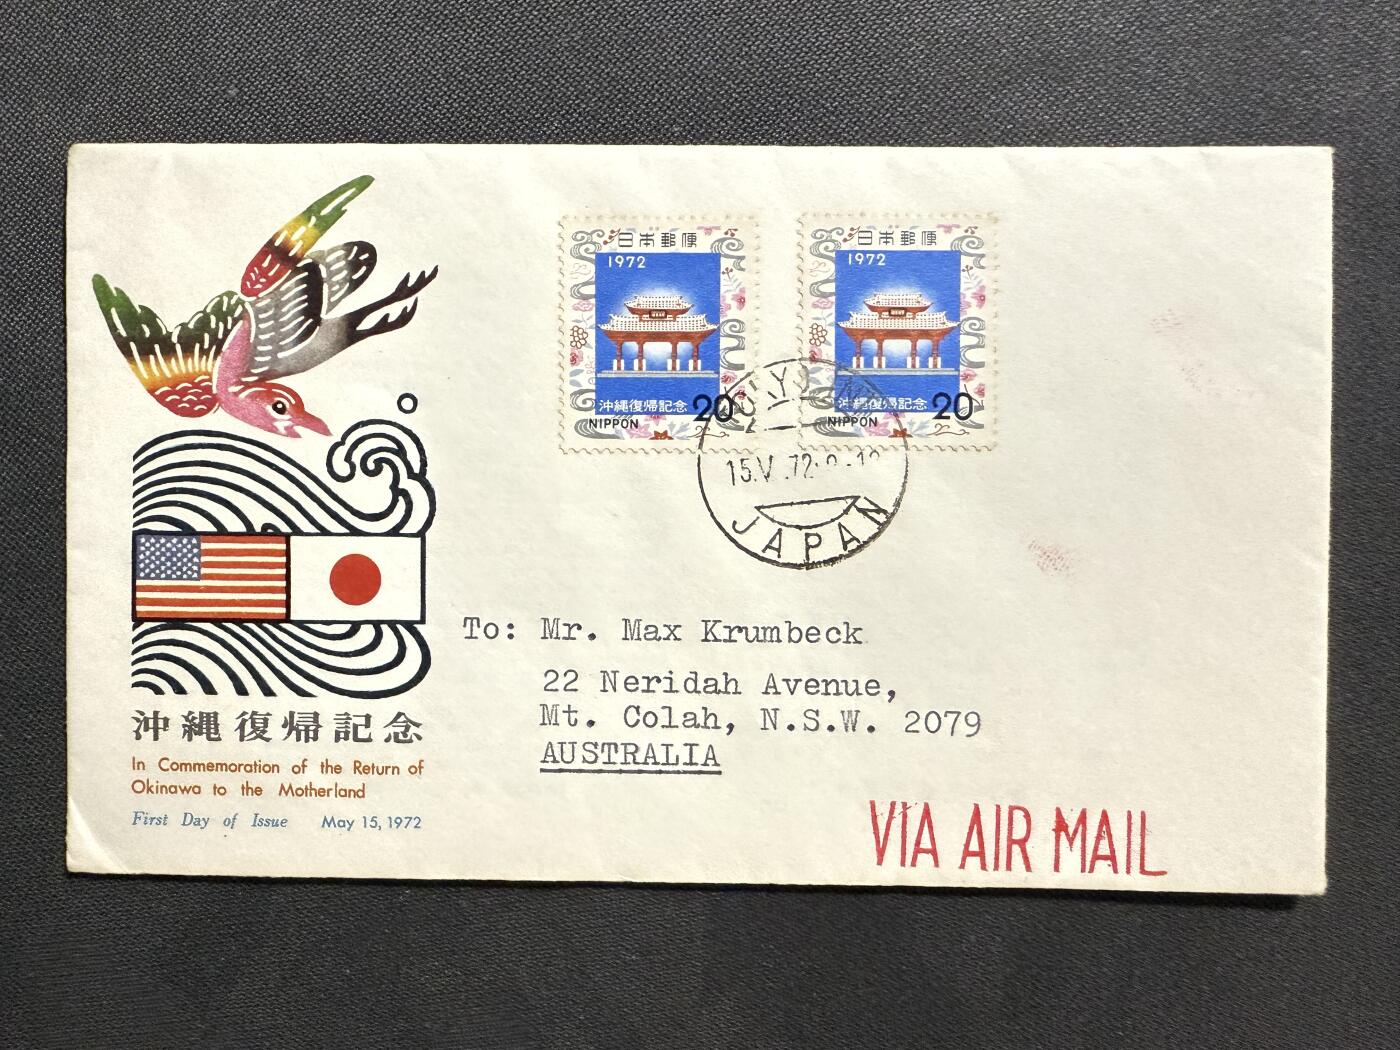 日本郵便
1972
沖縄復帰記念 20
NIPPON
日本郵便
1972
沖縄復帰記念 20
NIPPON
15.V.72
JAPAN
To: Mr. Max Krumbeck
22 Neridah Avenue,
Mt. Colah, N.S.W. 2079
AUSTRALIA
沖縄復帰記念
In Commemoration of the Return of
Okinawa to the Motherland
First Day of Issue May 15, 1972
VIA AIR MAIL